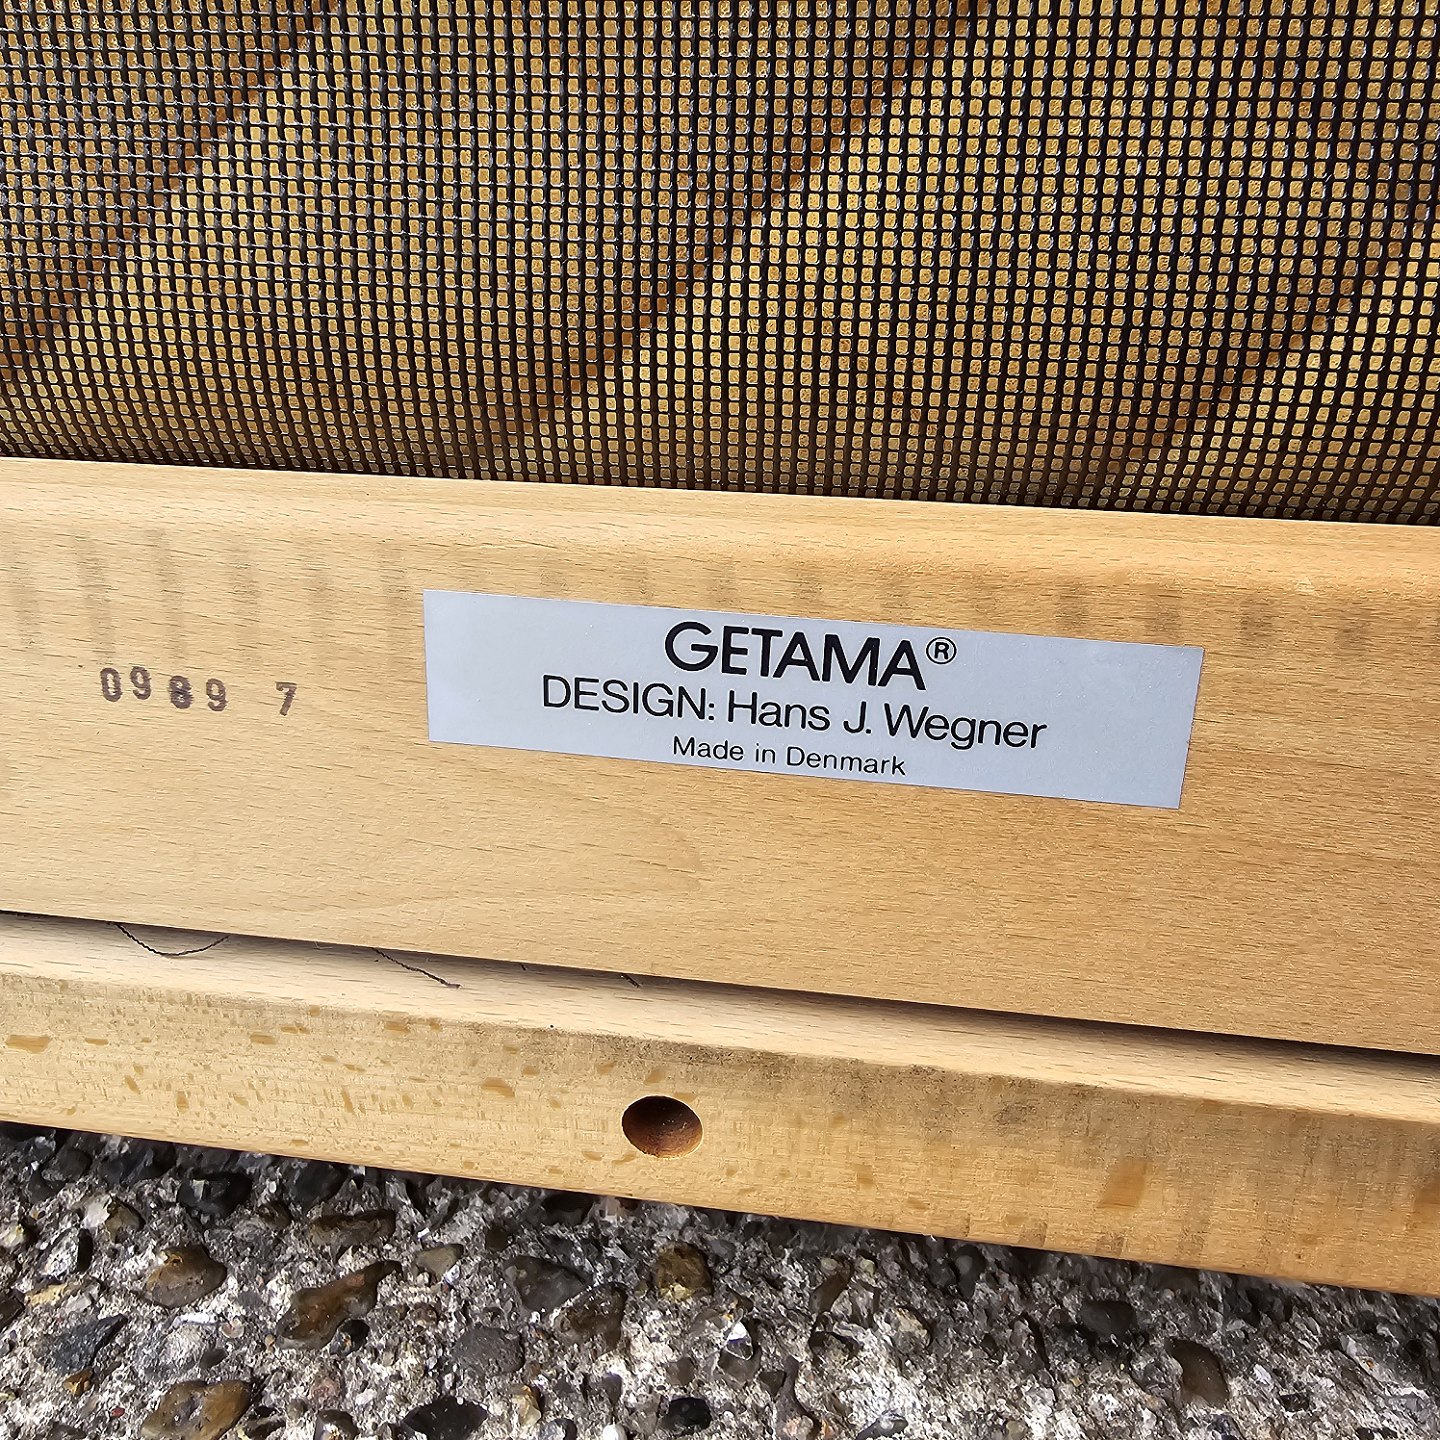 0989 7
GETAMA®
DESIGN: Hans J. Wegner
Made in Denmark